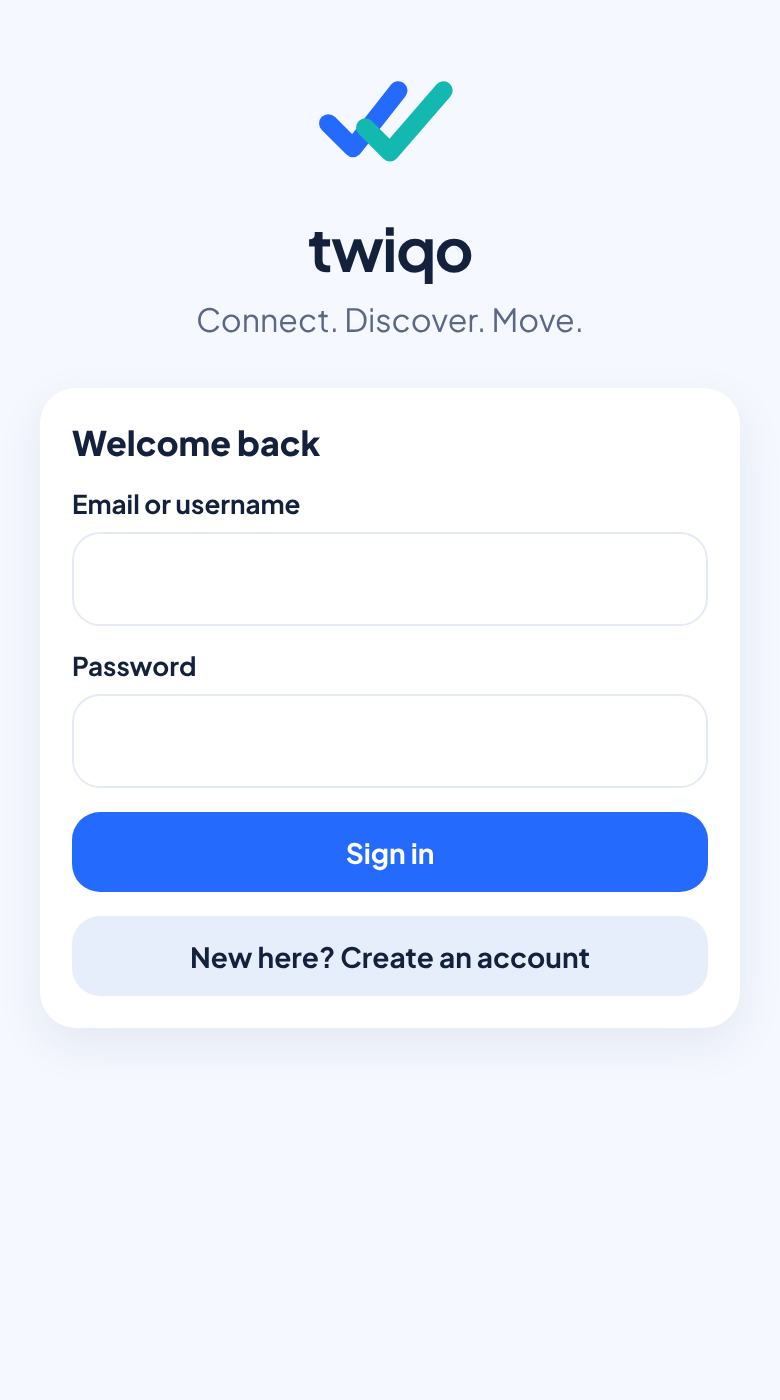 twiqo
Connect. Discover. Move.
Welcome back
Email or username
Password
Sign in
New here? Create an account